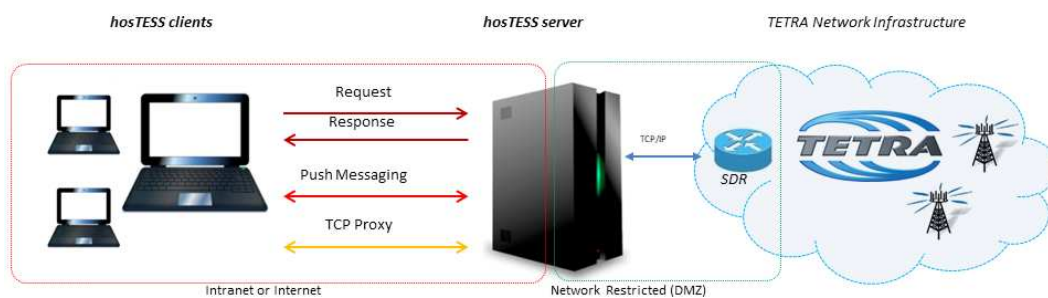 hosTESS clients
hosTESS server
TETRA Network Infrastructure
Request
Response
Push Messaging
TCP Proxy
TCP/IP
SDR
TETRA
Intranet or Internet
Network Restricted (DMZ)